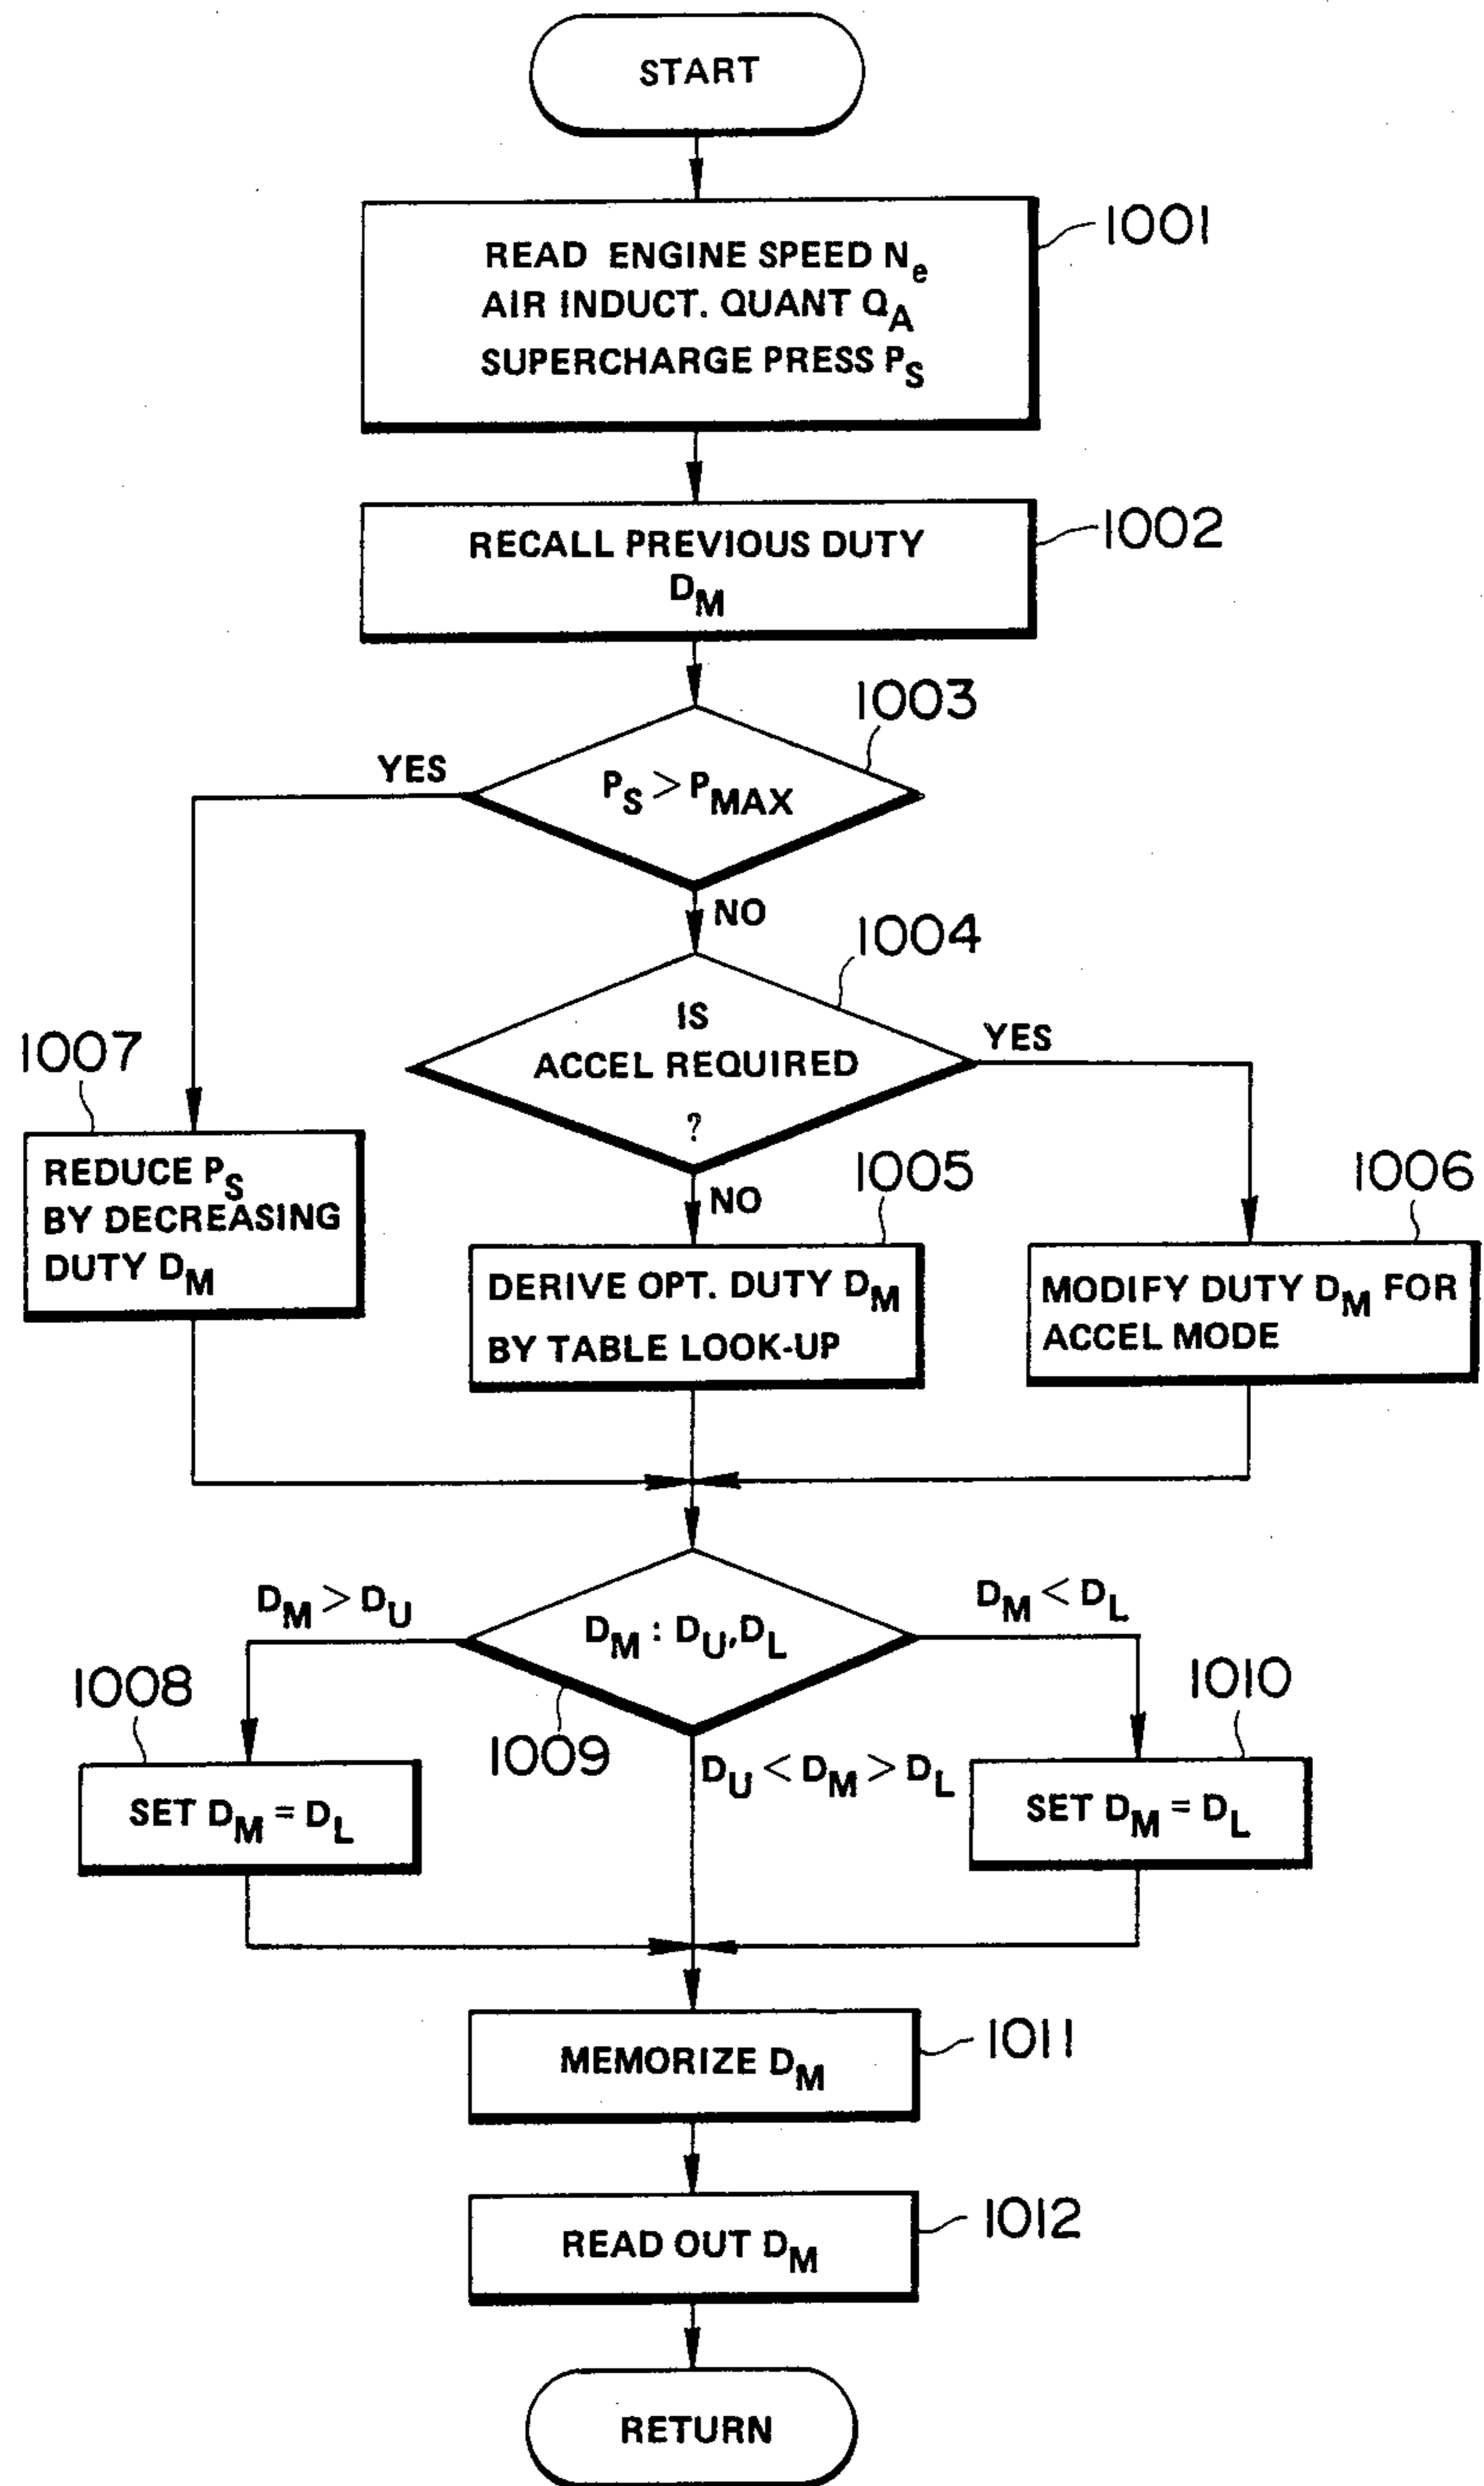 START
1001
READ ENGINE SPEED Ne
AIR INDUCT. QUANT QA
SUPERCHARGE PRESS PS
1002
RECALL PREVIOUS DUTY
DM
1003
YES
PS > PMAX
NO
1004
IS
ACCEL REQUIRED
?
YES
NO
1007
REDUCE PS
BY DECREASING
DUTY DM
1005
DERIVE OPT. DUTY DM
BY TABLE LOOK-UP
1006
MODIFY DUTY DM FOR
ACCEL MODE
DM > DU
DM : DU,DL
DM < DL
1008
1009
1010
DU < DM > DL
SET DM = DL
SET DM = DL
1011
MEMORIZE DM
1012
READ OUT DM
RETURN